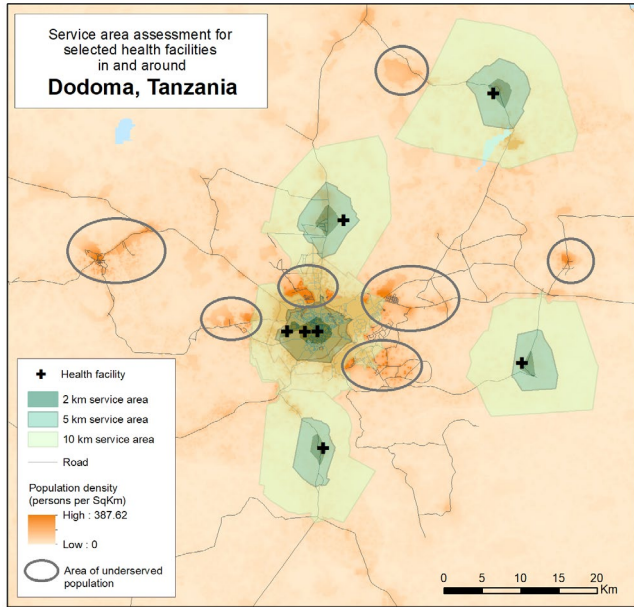 Service area assessment for
selected health facilities
in and around
Dodoma, Tanzania
Health facility
2 km service area
5 km service area
10 km service area
Road
Population density
(persons per SqKm)
High : 387.62
Low : 0
Area of underserved
population
0 5 10 15 20
Km